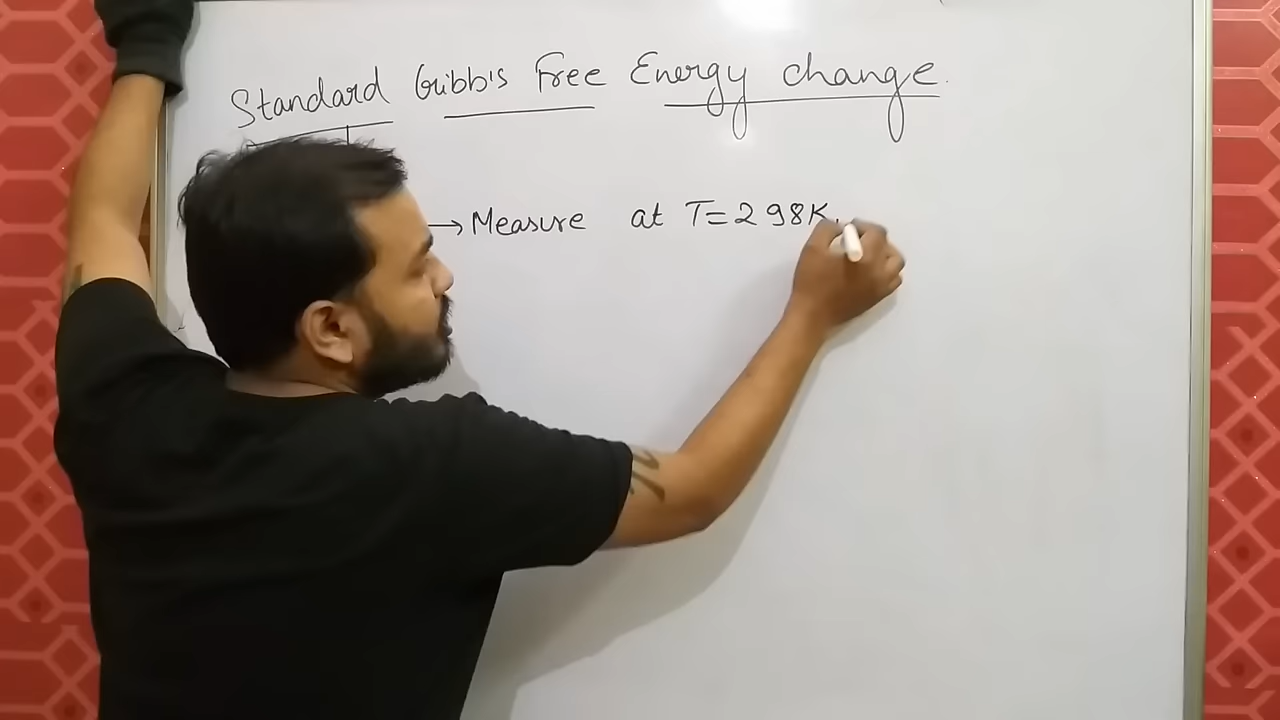 Standard Gibb's Free Energy change.
→ Measure at T=298K,